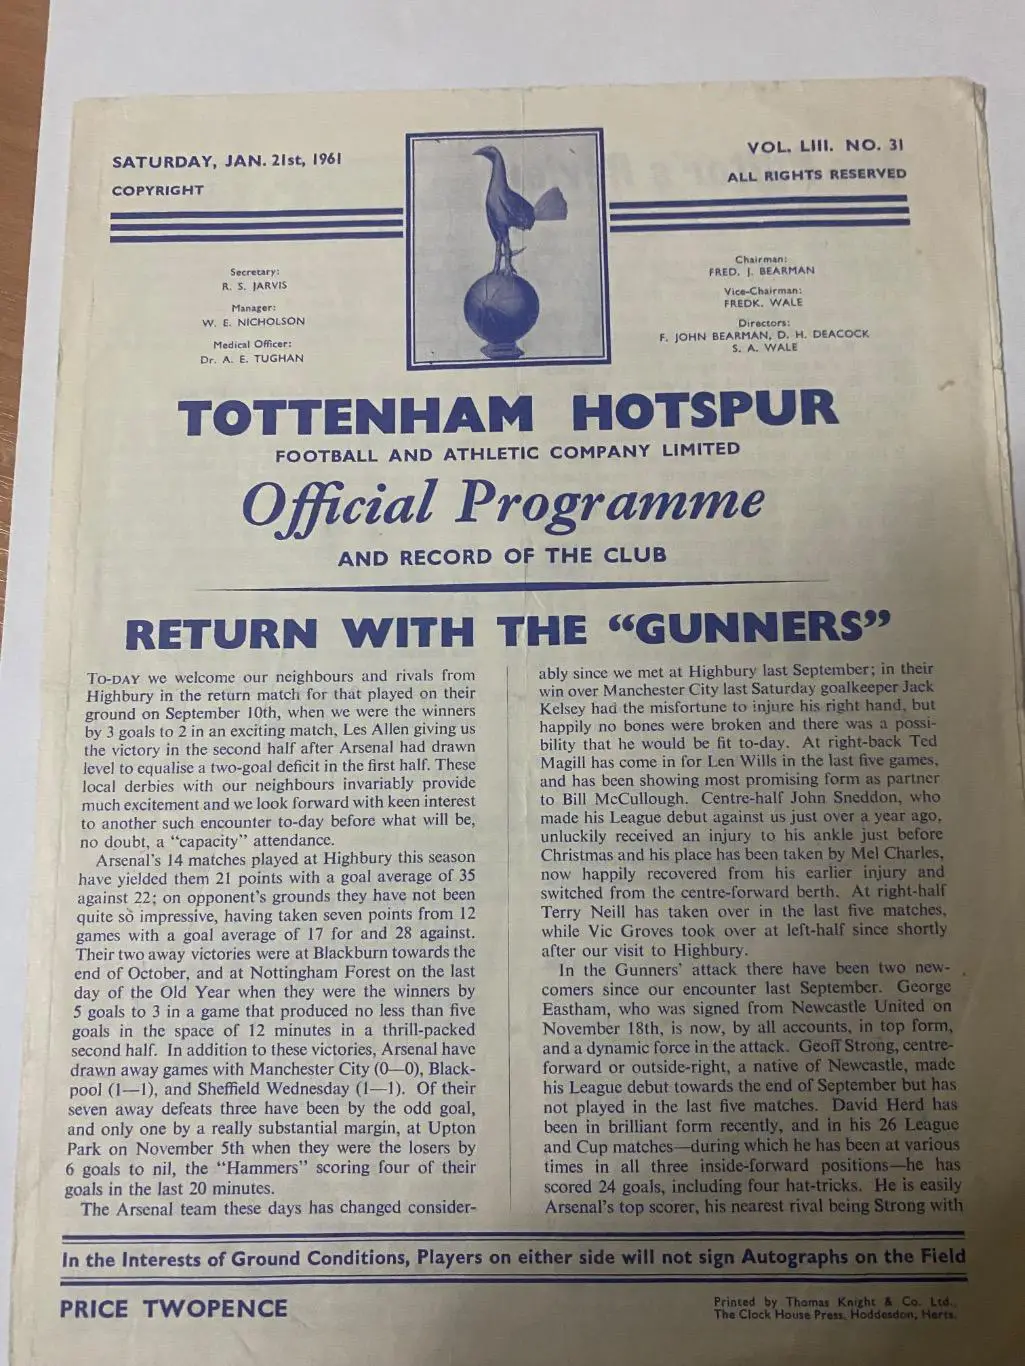 SATURDAY, JAN. 21st, 1961
COPYRIGHT
VOL. LIII. NO. 31
ALL RIGHTS RESERVED
Secretary:
R. S. JARVIS
Manager:
W. E. NICHOLSON
Medical Officer:
Dr. A. E. TUGHAN
Chairman:
FRED. J. BEARMAN
Vice-Chairman:
FREDK. WALE
Directors:
F. JOHN BEARMAN, D. H. DEACOCK
S. A. WALE
TOTTENHAM HOTSPUR
FOOTBALL AND ATHLETIC COMPANY LIMITED
Official Programme
AND RECORD OF THE CLUB
RETURN WITH THE “GUNNERS”
TO-DAY we welcome our neighbours and rivals from
Highbury in the return match for that played on their
ground on September 10th, when we were the winners
by 3 goals to 2 in an exciting match, Les Allen giving us
the victory in the second half after Arsenal had drawn
level to equalise a two-goal deficit in the first half. These
local derbies with our neighbours invariably provide
much excitement and we look forward with keen interest
to another such encounter to-day before what will be,
no doubt, a “capacity” attendance.
Arsenal's 14 matches played at Highbury this season
have yielded them 21 points with a goal average of 35
against 22; on opponent's grounds they have not been
quite so impressive, having taken seven points from 12
games with a goal average of 17 for and 28 against.
Their two away victories were at Blackburn towards the
end of October, and at Nottingham Forest on the last
day of the Old Year when they were the winners by
5 goals to 3 in a game that produced no less than five
goals in the space of 12 minutes in a thrill-packed
second half. In addition to these victories, Arsenal have
drawn away games with Manchester City (0—0), Black-
pool (1—1), and Sheffield Wednesday (1—1). Of their
seven away defeats three have been by the odd goal,
and only one by a really substantial margin, at Upton
Park on November 5th when they were the losers by
6 goals to nil, the “Hammers” scoring four of their
goals in the last 20 minutes.
The Arsenal team these days has changed consider-
ably since we met at Highbury last September; in their
win over Manchester City last Saturday goalkeeper Jack
Kelsey had the misfortune to injure his right hand, but
happily no bones were broken and there was a possi-
bility that he would be fit to-day. At right-back Ted
Magill has come in for Len Wills in the last five games,
and has been showing most promising form as partner
to Bill McCullough. Centre-half John Sneddon, who
made his League debut against us just over a year ago,
unluckily received an injury to his ankle just before
Christmas and his place has been taken by Mel Charles,
now happily recovered from his earlier injury and
switched from the centre-forward berth. At right-half
Terry Neill has taken over in the last five matches,
while Vic Groves took over at left-half since shortly
after our visit to Highbury.
In the Gunners' attack there have been two new-
comers since our encounter last September. George
Eastham, who was signed from Newcastle United on
November 18th, is now, by all accounts, in top form,
and a dynamic force in the attack. Geoff Strong, centre-
forward or outside-right, a native of Newcastle, made
his League debut towards the end of September but has
not played in the last five matches. David Herd has
been in brilliant form recently, and in his 26 League
and Cup matches—during which he has been at various
times in all three inside-forward positions—he has
scored 24 goals, including four hat-tricks. He is easily
Arsenal's top scorer, his nearest rival being Strong with
In the Interests of Ground Conditions, Players on either side will not sign Autographs on the Field
PRICE TWOPENCE
Printed by Thomas Knight & Co. Ltd.,
The Clock House Press, Hoddesdon, Herts.